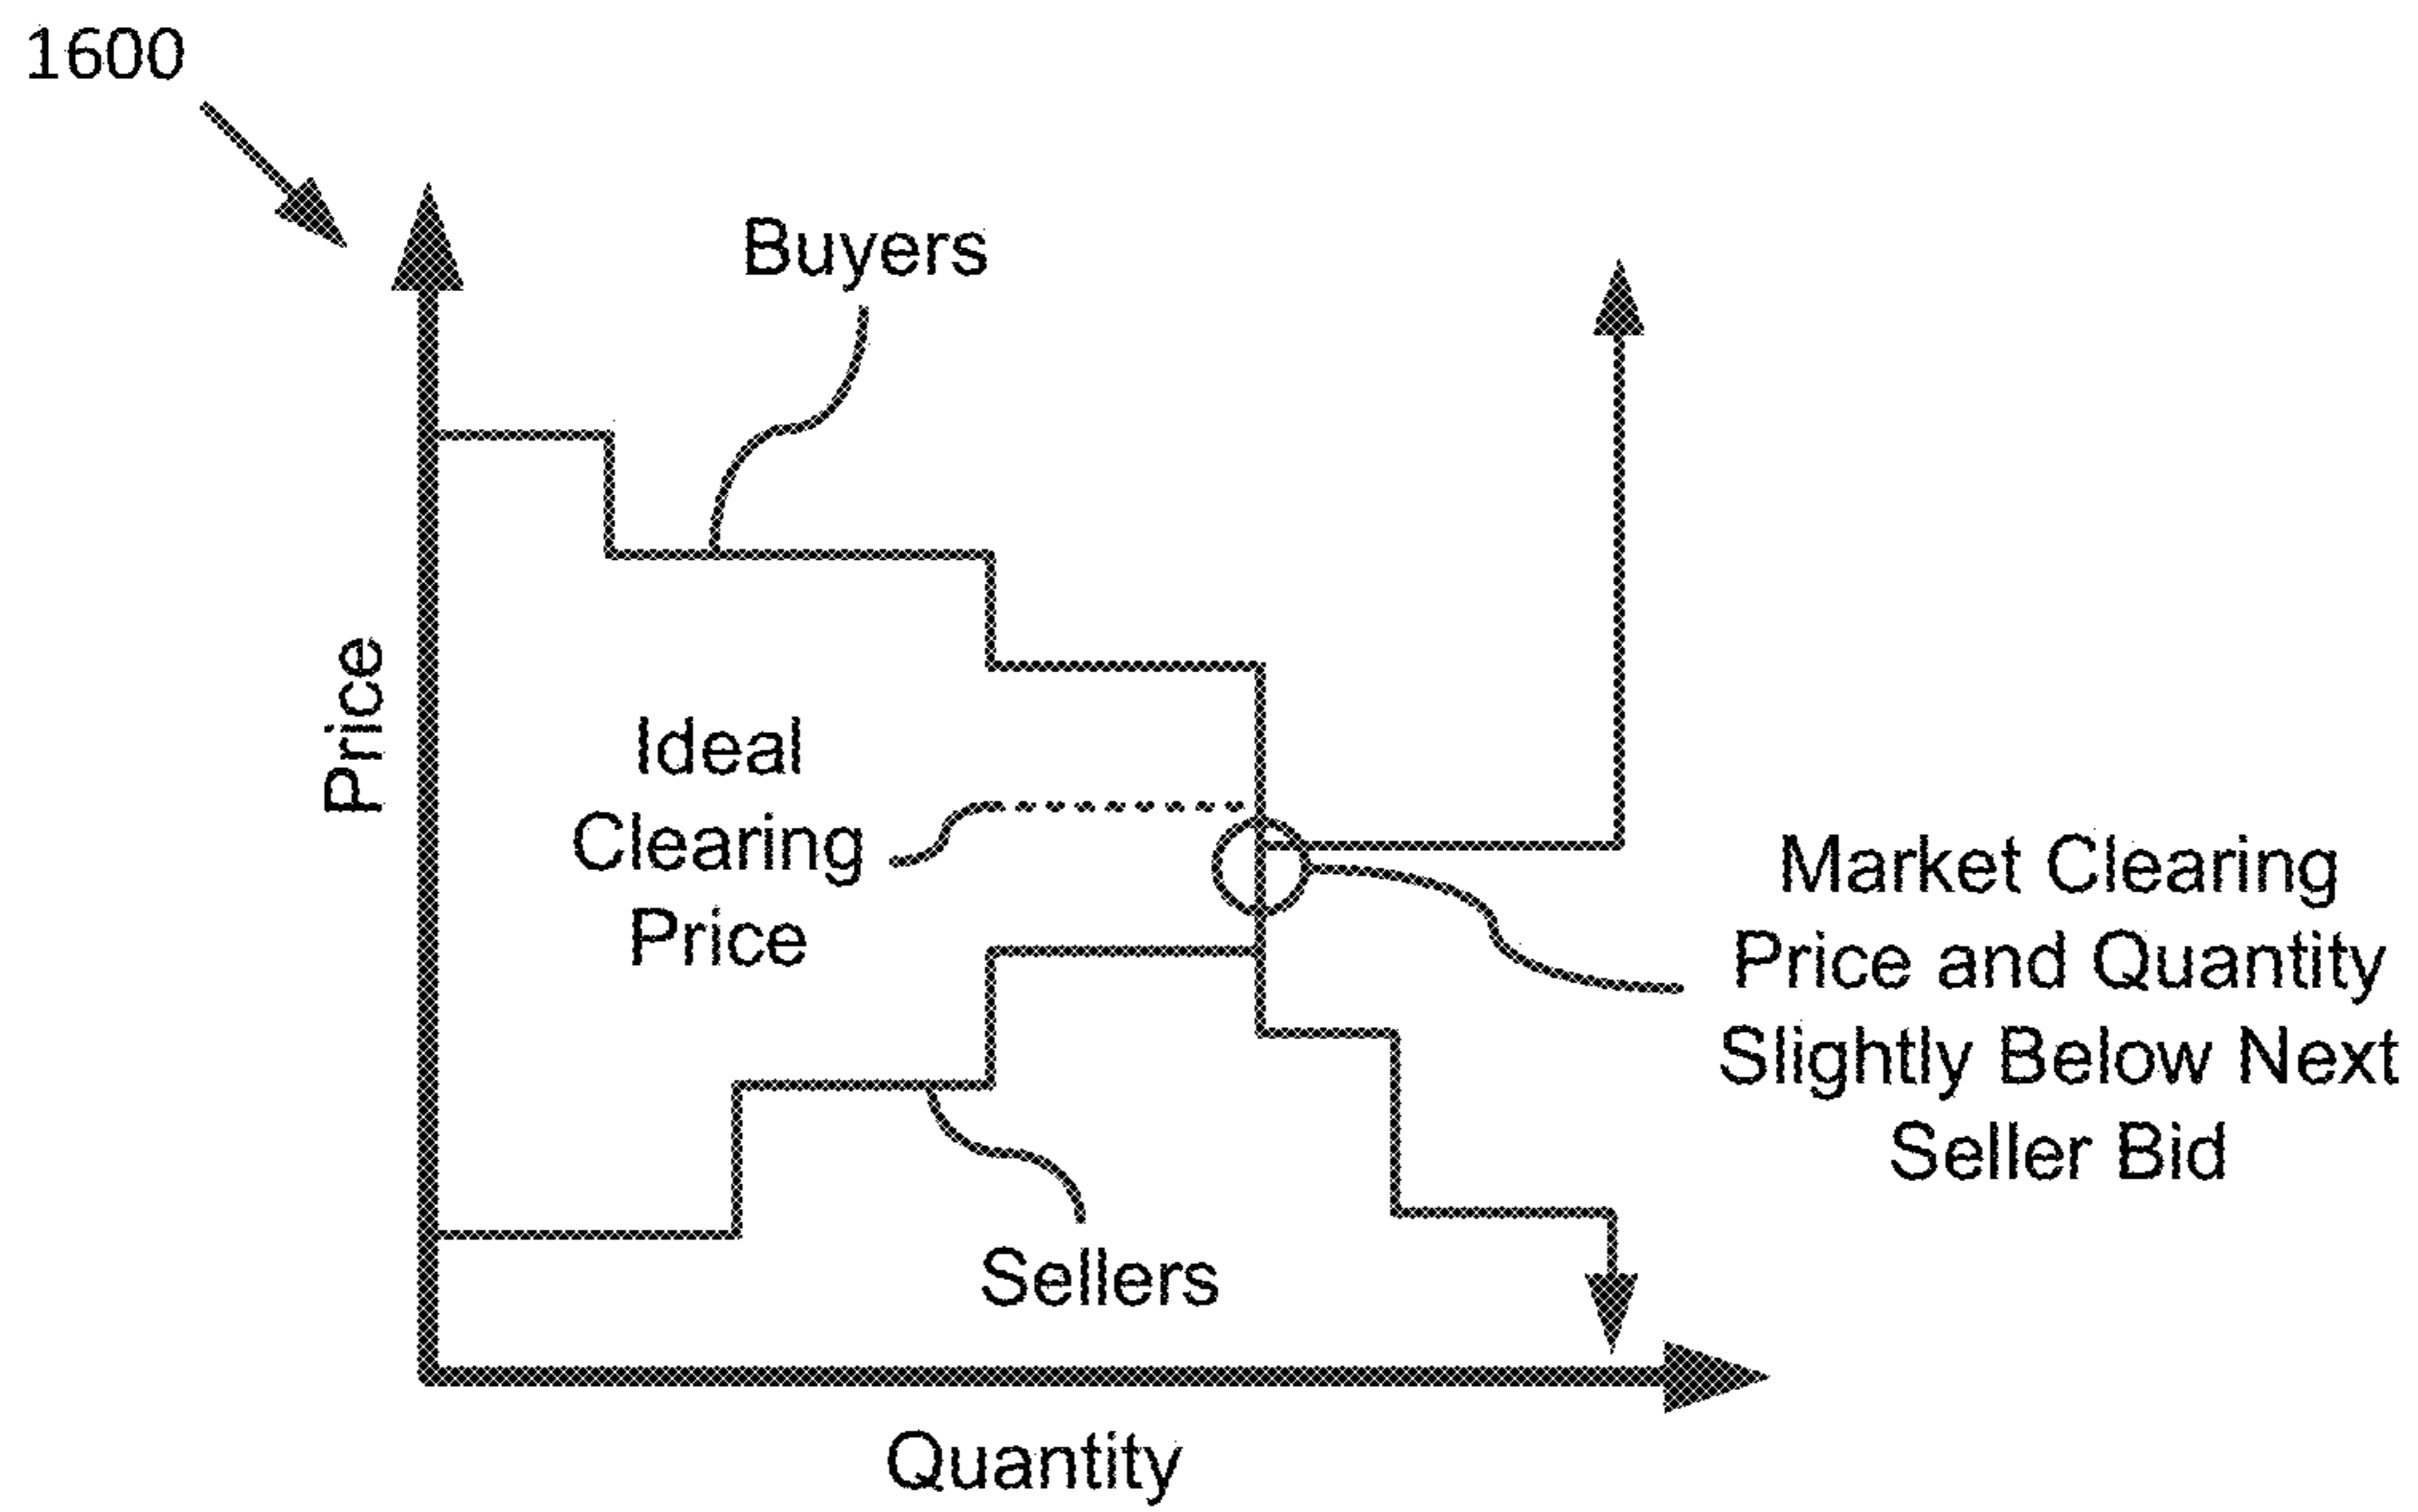 1600
Buyers
Price
Ideal
Clearing
Price
Market Clearing
Price and Quantity
Slightly Below Next
Seller Bid
Sellers
Quantity